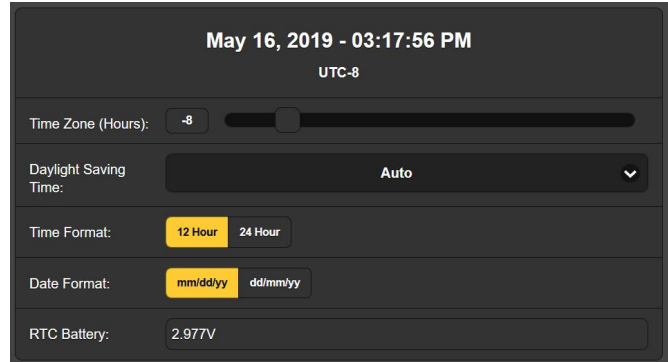 May 16, 2019 - 03:17:56 PM
UTC-8
Time Zone (Hours): -8
Daylight Saving
Time:
Auto
Time Format: 12 Hour 24 Hour
Date Format: mm/dd/yy dd/mm/yy
RTC Battery: 2.977V